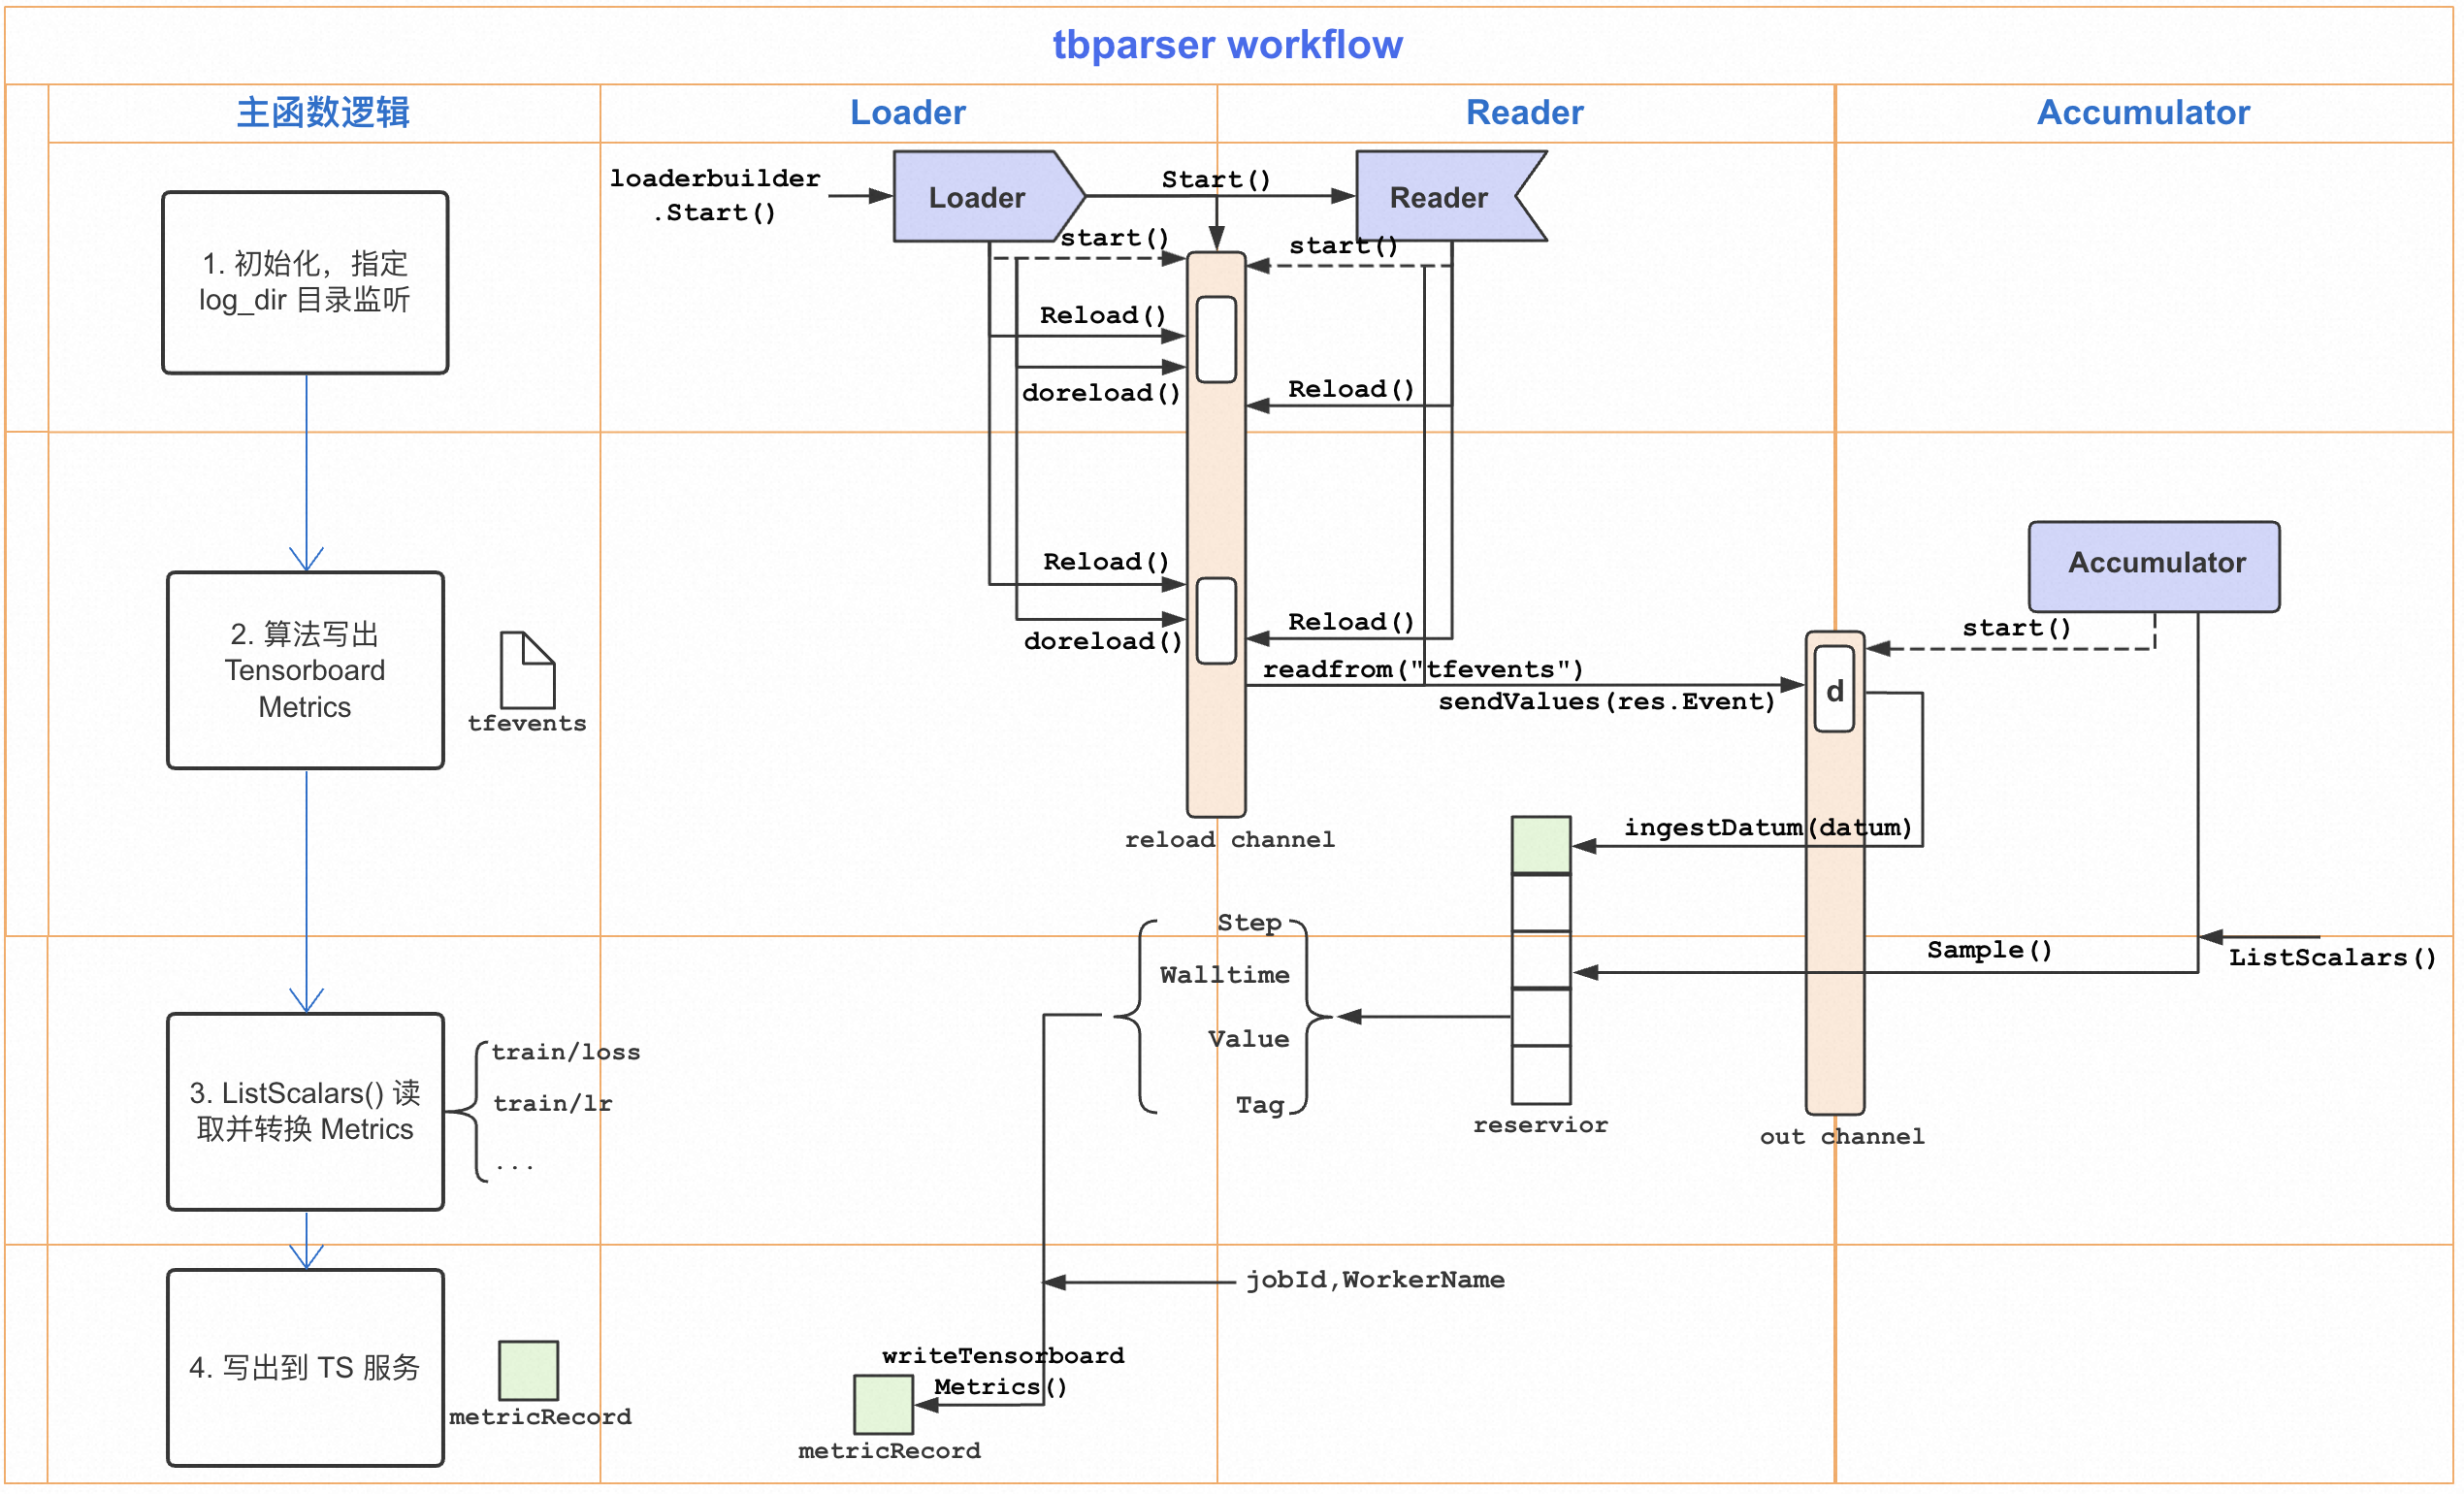 tbparser workflow
主函数逻辑
Loader
Reader
Accumulator
loaderbuilder
.Start()
Loader
Start()
Reader
1. 初始化，指定
log_dir 目录监听
start()
start()
Reload()
doreload()
Reload()
2. 算法写出
Tensorboard
Metrics
tfevents
Reload()
doreload()
Reload()
readfrom("tfevents")
sendValues(res.Event)
Accumulator
start()
d
reload channel
ingestDatum(datum)
Step
Walltime
Value
Tag
Sample()
ListScalars()
reservior
out channel
3. ListScalars() 读
取并转换 Metrics
train/loss
train/lr
...
jobId,WorkerName
4. 写出到 TS 服务
metricRecord
writeTensorboard
Metrics()
metricRecord